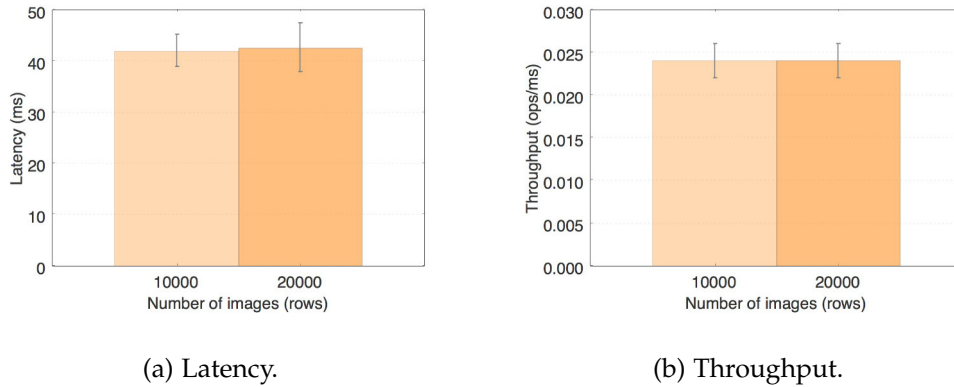 50
40
30
20
10
0
Latency (ms)
10000 20000
Number of images (rows)
0.030
0.025
0.020
0.015
0.010
0.005
0.000
Throughput (ops/ms)
10000 20000
Number of images (rows)
(a) Latency.
(b) Throughput.